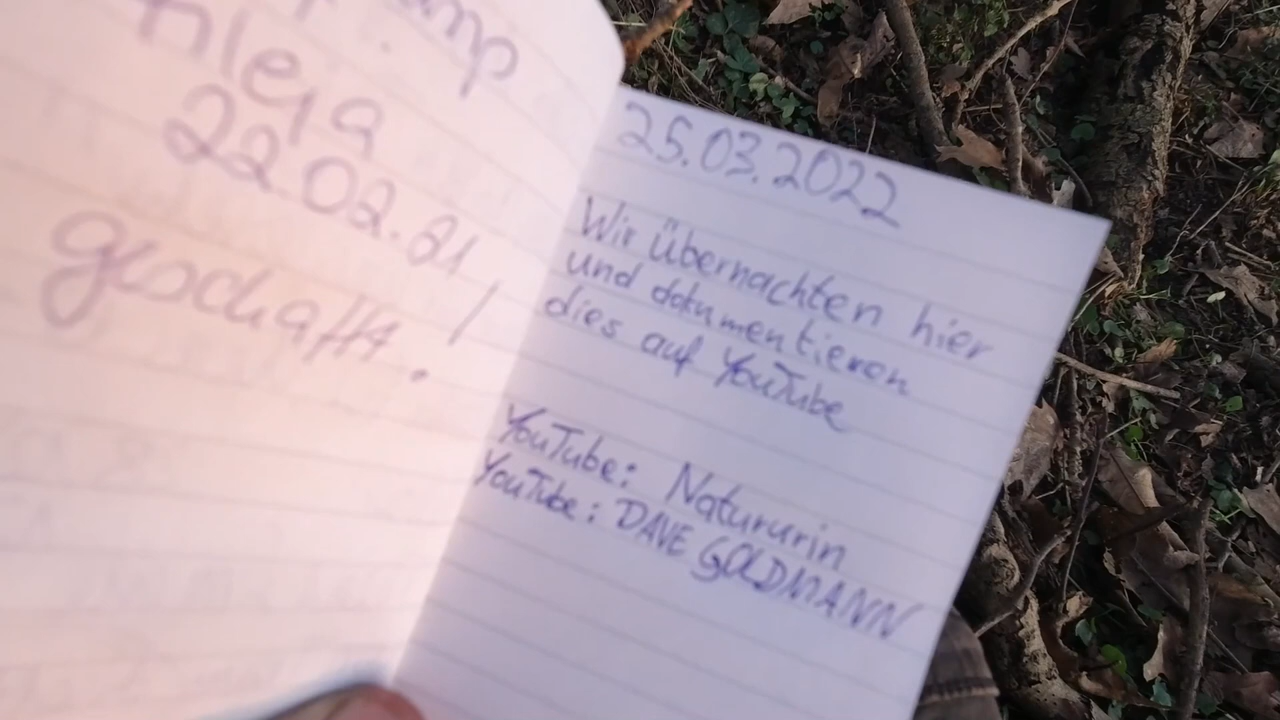 22.02.21
geschafft!
25.03.2022
Wir übernachten hier
und dokumentieren
dies auf YouTube
YouTube: Natururin
YouTube: DAVE GOLDMANN